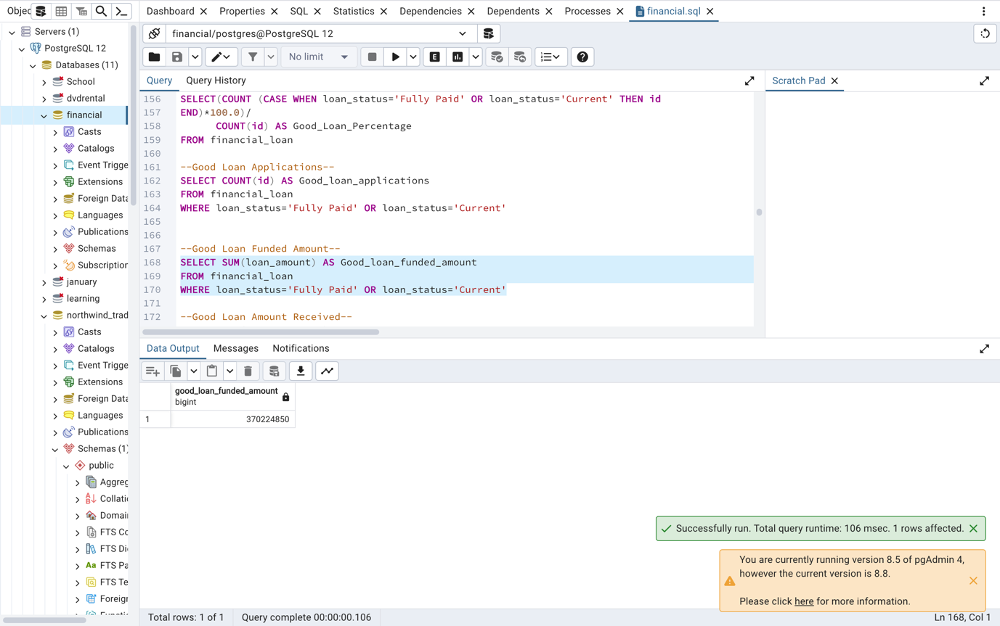 Objec
Dashboard
Properties
SQL
Statistics
Dependencies
Dependents
Processes
financial.sql
Servers (1)
PostgreSQL 12
Databases (11)
School
dvdrental
financial
Casts
Catalogs
Event Trigge
Extensions
Foreign Data
Languages
Publications
Schemas
Subscription
january
learning
northwind_trad
Casts
Catalogs
Event Trigge
Extensions
Foreign Data
Languages
Publications
Schemas (1)
public
Aggreg
Collatio
Domai
FTS Co
FTS Di
Aa FTS Pa
FTS Te
Foreign
financial/postgres@PostgreSQL 12
No limit
E
Query
Query History
Scratch Pad
156 SELECT(COUNT (CASE WHEN loan_status='Fully Paid' OR loan_status='Current' THEN id
157 END)*100.0)/
158 COUNT(id) AS Good_Loan_Percentage
159 FROM financial_loan
160
161 --Good Loan Applications--
162 SELECT COUNT(id) AS Good_loan_applications
163 FROM financial_loan
164 WHERE loan_status='Fully Paid' OR loan_status='Current'
165
166
167 --Good Loan Funded Amount--
168 SELECT SUM(loan_amount) AS Good_loan_funded_amount
169 FROM financial_loan
170 WHERE loan_status='Fully Paid' OR loan_status='Current'
171
172 --Good Loan Amount Received--
Data Output
Messages
Notifications
good_loan_funded_amount
bigint
1 370224850
Successfully run. Total query runtime: 106 msec. 1 rows affected.
You are currently running version 8.5 of pgAdmin 4,
however the current version is 8.8.
Please click here for more information.
Total rows: 1 of 1
Query complete 00:00:00.106
Ln 168, Col 1